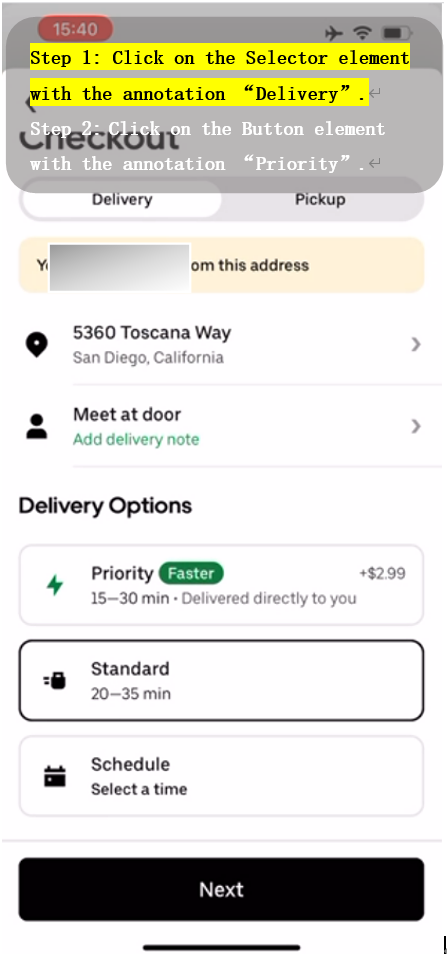 15:40
Step 1: Click on the Selector element
with the annotation “Delivery”.
Step 2: Click on the Button element
with the annotation “Priority”.
Checkout
Delivery
Pickup
om this address
5360 Toscana Way
San Diego, California
Meet at door
Add delivery note
Delivery Options
Priority Faster +$2.99
15—30 min • Delivered directly to you
Standard
20—35 min
Schedule
Select a time
Next